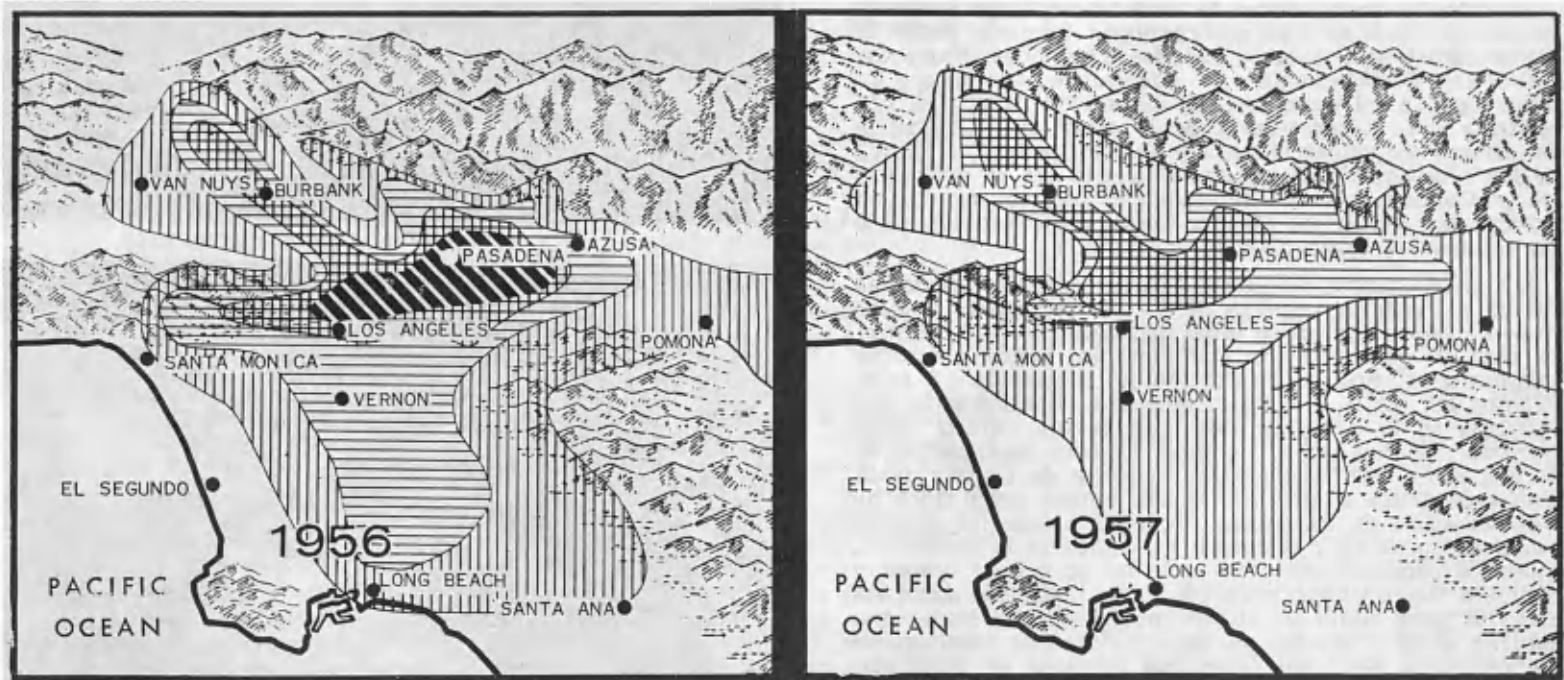 VAN NUYS
BURBANK
PASADENA
AZUSA
LOS ANGELES
POMONA
SANTA MONICA
VERNON
EL SEGUNDO
1956
PACIFIC
OCEAN
LONG BEACH
SANTA ANA
VAN NUYS
BURBANK
PASADENA
AZUSA
LOS ANGELES
POMONA
SANTA MONICA
VERNON
EL SEGUNDO
1957
PACIFIC
OCEAN
LONG BEACH
SANTA ANA